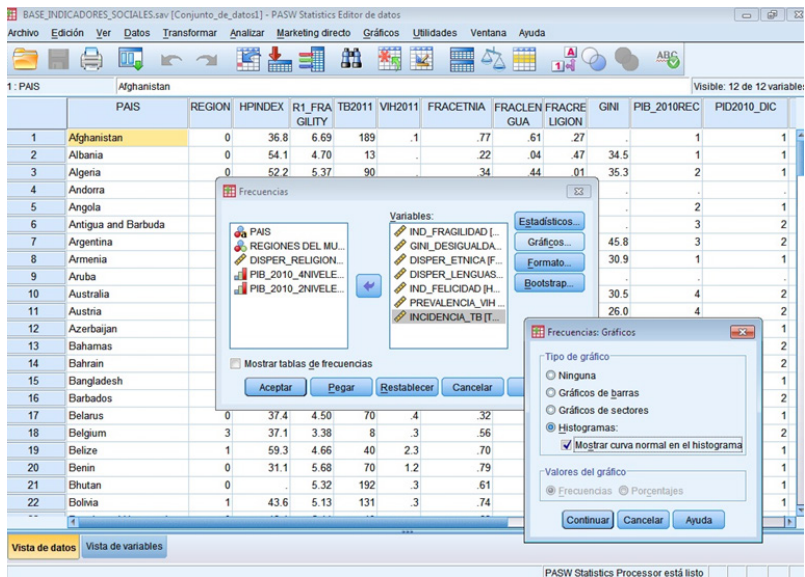 BASE_INDICADORES_SOCIALES.sav [Conjunto_de_datos1] - PASW Statistics Editor de datos
Archivo Edición Ver Datos Transformar Analizar Marketing directo Gráficos Utilidades Ventana Ayuda
1 : PAIS Afghanistan Visible: 12 de 12 variables
PAIS REGION HPINDEX R1_FRAGILITY TB2011 VIH2011 FRACETNIA FRACLENGUA FRACRELIGION GINI PIB_2010REC PID2010_DIC
1 Afghanistan 0 36.8 6.69 189 .1 .77 .61 .27 . 1 1
2 Albania 0 54.1 4.70 13 . .22 .04 .47 34.5 1 1
3 Algeria 0 52.2 5.37 90 . .34 .44 .01 35.3 2 1
4 Andorra . .
5 Angola 2 1
6 Antigua and Barbuda 3 2
7 Argentina 45.8 3 2
8 Armenia 30.9 1 1
9 Aruba . .
10 Australia 30.5 4 2
11 Austria 26.0 4 2
12 Azerbaijan 1
13 Bahamas 2
14 Bahrain 2
15 Bangladesh 1
16 Barbados 2
17 Belarus 0 37.4 4.50 70 .4 .32 1
18 Belgium 3 37.1 3.38 8 .3 .56 2
19 Belize 1 59.3 4.66 40 2.3 .70 1
20 Benin 0 31.1 5.68 70 1.2 .79 1
21 Bhutan 0 . 5.32 192 .3 .61 1
22 Bolivia 1 43.6 5.13 131 .3 .74 1
Frecuencias
PAIS
REGIONES DEL MU...
DISPER_RELIGION...
PIB_2010_4NIVELE...
PIB_2010_2NIVELE...
Variables:
IND_FRAGILIDAD [...
GINI_DESIGUALDA...
DISPER_ETNICA [F...
DISPER_LENGUAS...
IND_FELICIDAD [H...
PREVALENCIA_VIH ...
INCIDENCIA_TB [T...
Estadísticos...
Gráficos...
Formato...
Bootstrap...
Mostrar tablas de frecuencias
Aceptar Pegar Restablecer Cancelar
Frecuencias: Gráficos
Tipo de gráfico
Ninguna
Gráficos de barras
Gráficos de sectores
Histogramas:
Mostrar curva normal en el histograma
Valores del gráfico
Frecuencias Porcentajes
Continuar Cancelar Ayuda
Vista de datos Vista de variables
PASW Statistics Processor está listo